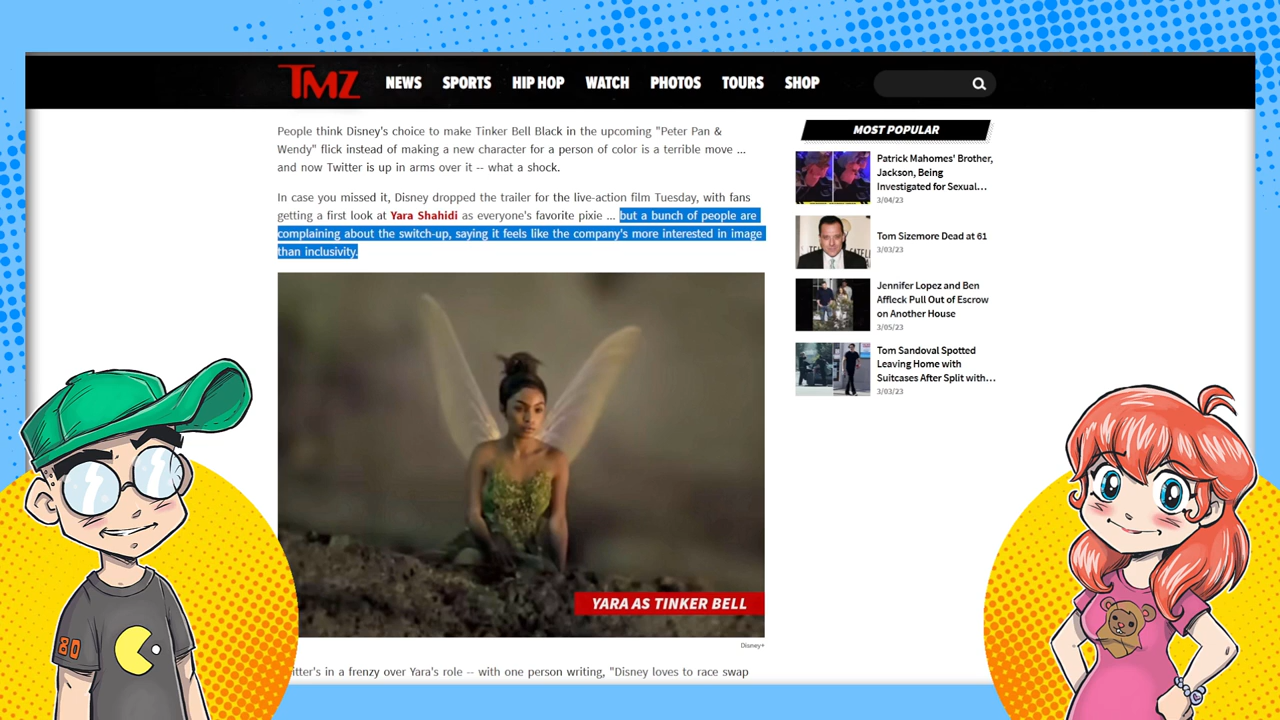 TMZ
NEWS SPORTS HIP HOP WATCH PHOTOS TOURS SHOP
People think Disney's choice to make Tinker Bell Black in the upcoming "Peter Pan &
Wendy" flick instead of making a new character for a person of color is a terrible move ...
and now Twitter is up in arms over it -- what a shock.
In case you missed it, Disney dropped the trailer for the live-action film Tuesday, with fans
getting a first look at Yara Shahidi as everyone's favorite pixie ... but a bunch of people are
complaining about the switch-up, saying it feels like the company's more interested in image
than inclusivity.
YARA AS TINKER BELL
Disney+
in a frenzy over Yara's role -- with one person writing, "Disney loves to race swap
MOST POPULAR
Patrick Mahomes' Brother,
Jackson, Being
Investigated for Sexual...
3/04/23
Tom Sizemore Dead at 61
3/03/23
Jennifer Lopez and Ben
Affleck Pull Out of Escrow
on Another House
3/05/23
Tom Sandoval Spotted
Leaving Home with
Suitcases After Split with...
3/03/23
80